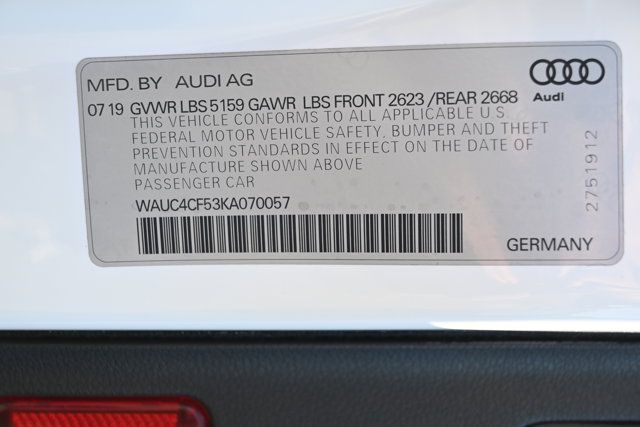 MFD. BY AUDI AG
07 19 GVWR LBS 5159 GAWR LBS FRONT 2623 /REAR 2668
THIS VEHICLE CONFORMS TO ALL APPLICABLE U.S
FEDERAL MOTOR VEHICLE SAFETY, BUMPER AND THEFT
PREVENTION STANDARDS IN EFFECT ON THE DATE OF
MANUFACTURE SHOWN ABOVE
PASSENGER CAR
WAUC4CF53KA070057
GERMANY
Audi
2751912